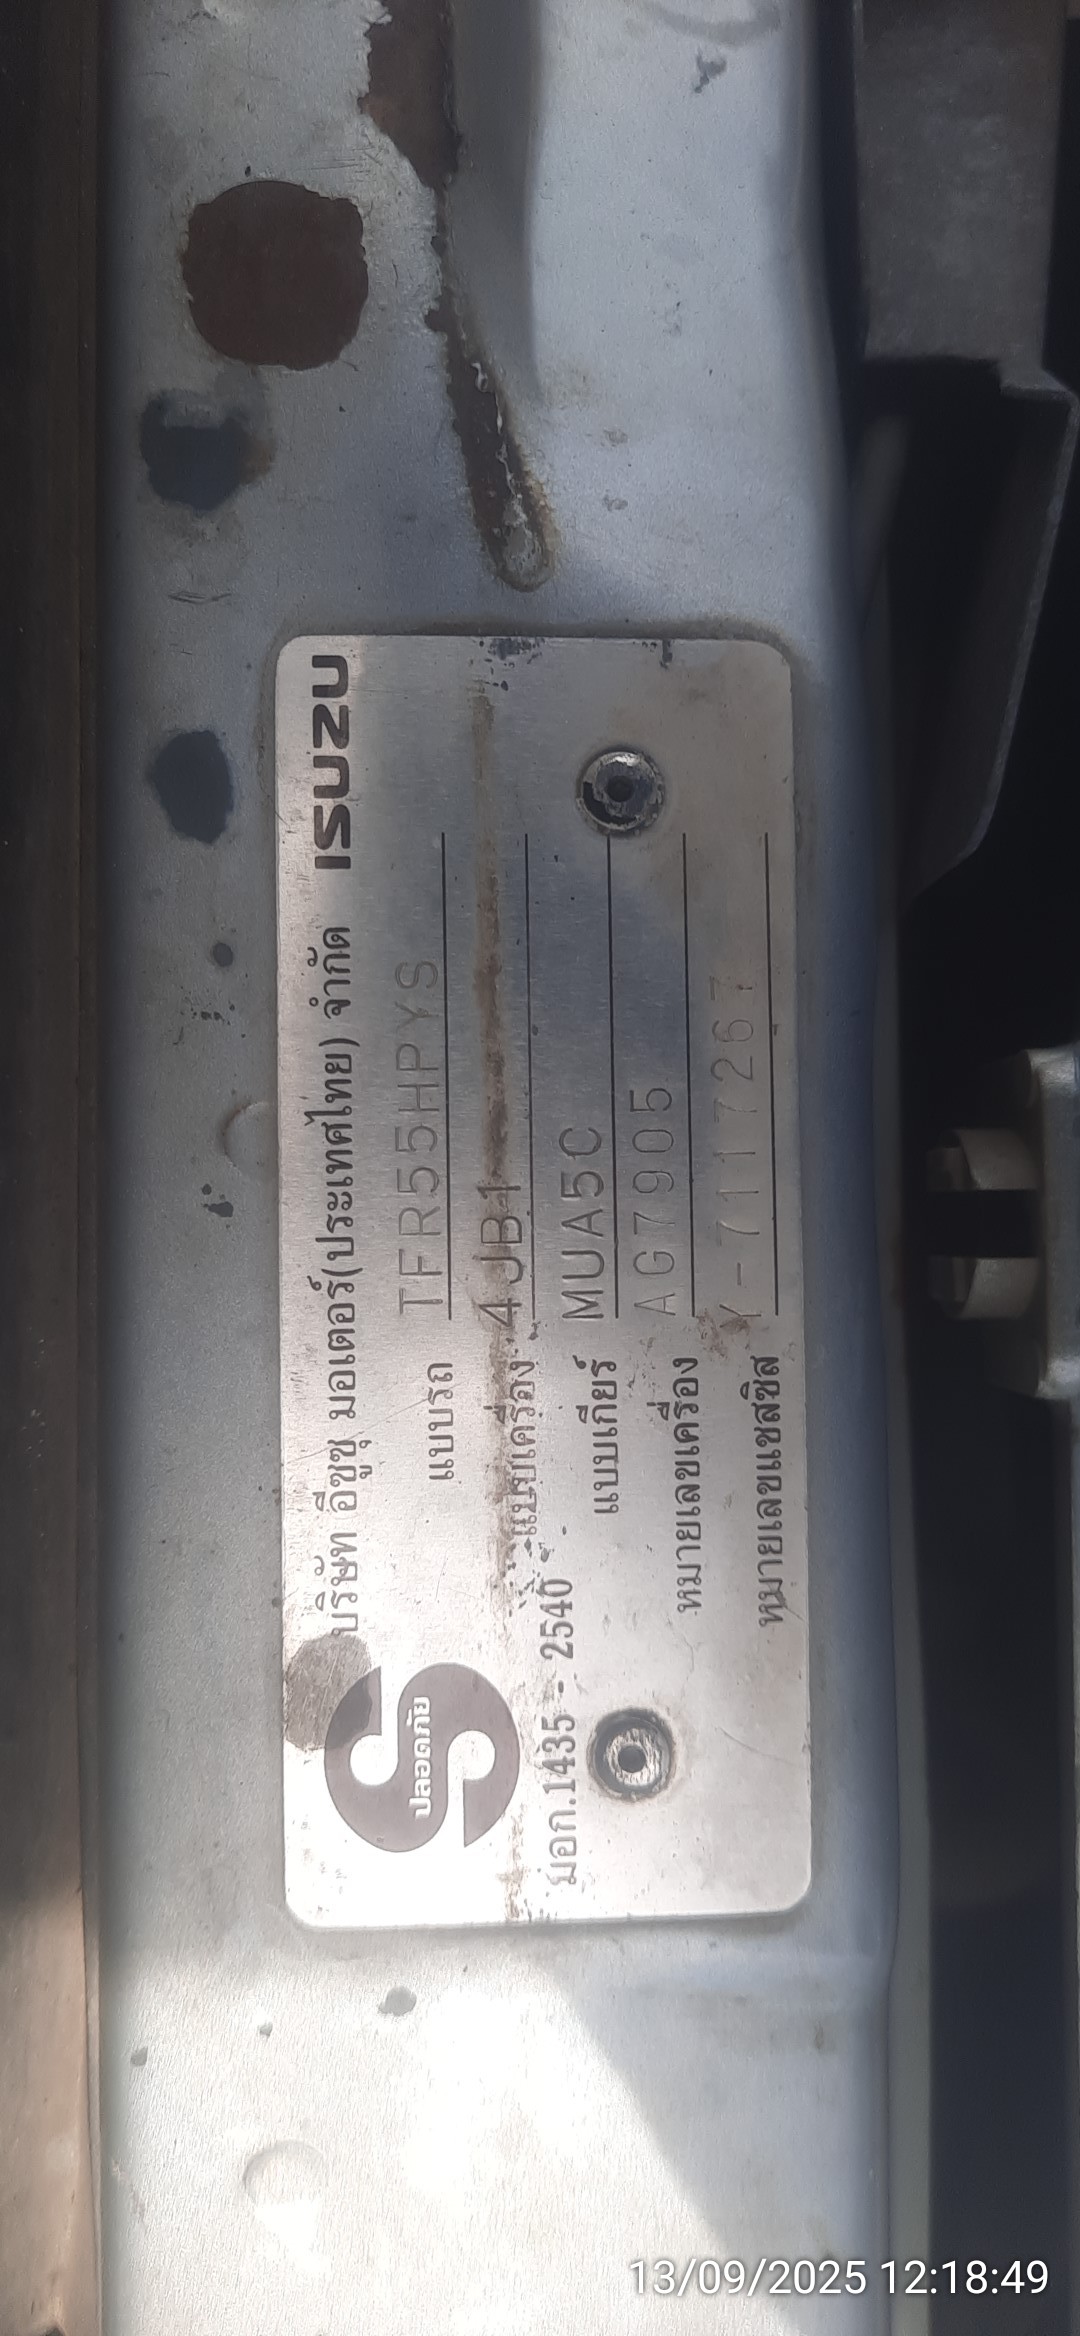 บริษัท อีซูซุ มอเตอร์(ประเทศไทย) จำกัด ISUZU
ปลอดภัย
มอก.1435 - 2540
แบบรถ TFR55HPYS
แบบเครื่อง 4JB1
แบบเกียร์ MUA5C
หมายเลขเครื่อง AG7905
หมายเลขแชสซิส Y-7117267
13/09/2025 12:18:49